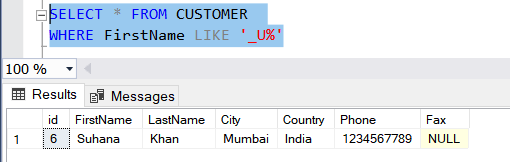 SELECT * FROM CUSTOMER
WHERE FirstName LIKE '_U%'
100 %
Results Messages
id FirstName LastName City Country Phone Fax
1 6 Suhana Khan Mumbai India 1234567789 NULL